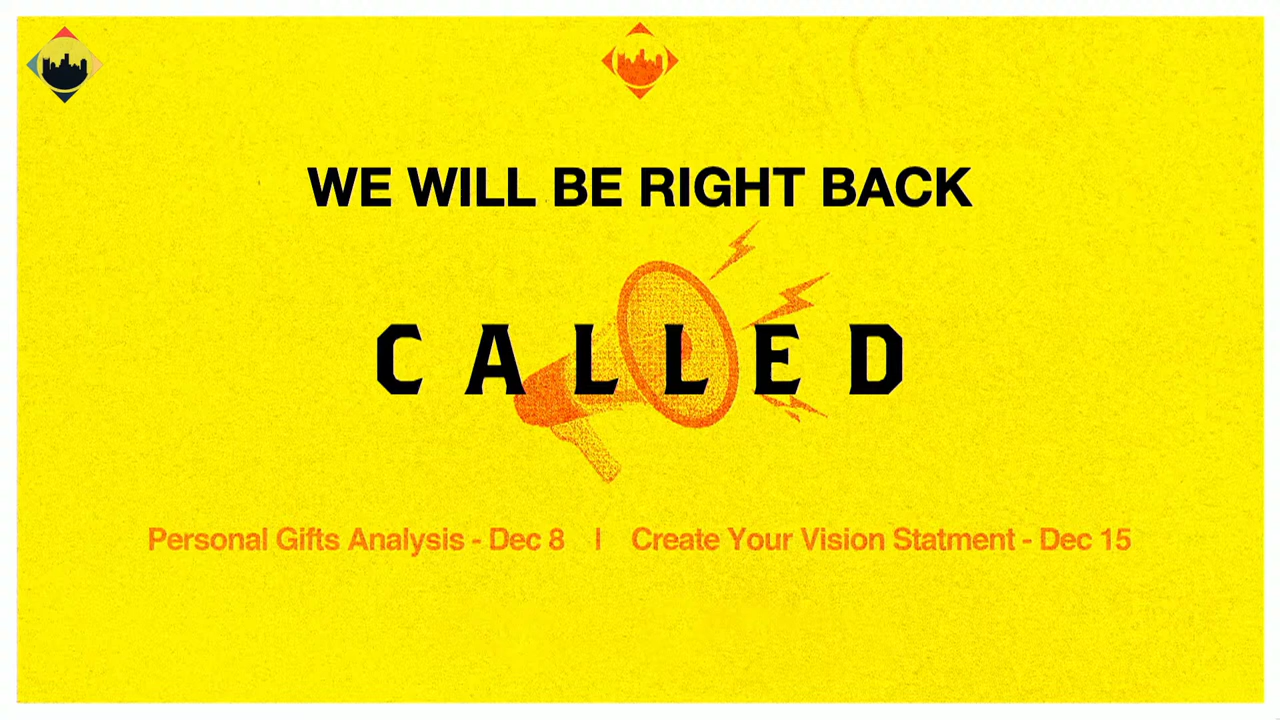 WE WILL BE RIGHT BACK
CALLED
Personal Gifts Analysis - Dec 8 | Create Your Vision Statment - Dec 15